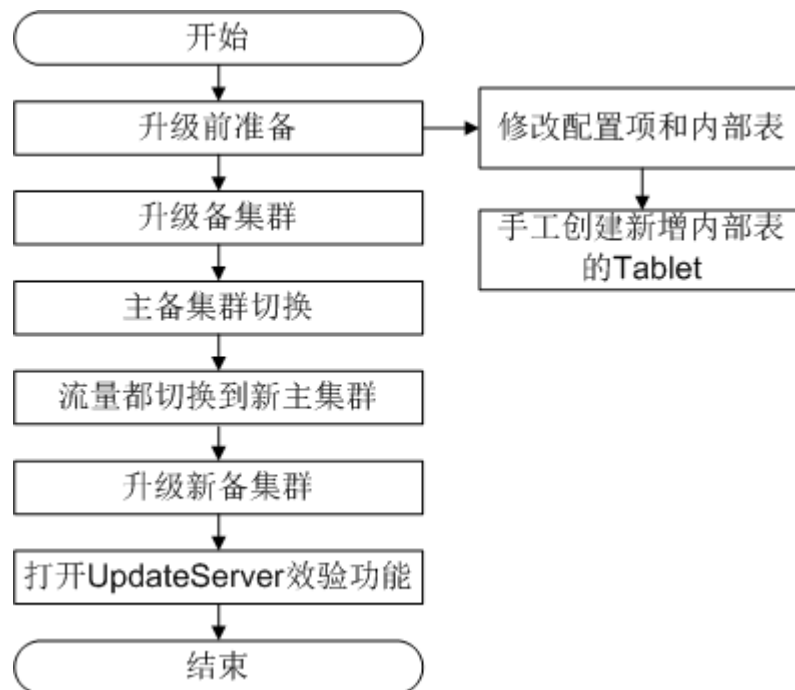 开始
升级前准备
修改配置项和内部表
手工创建新增内部表
的Tablet
升级备集群
主备集群切换
流量都切换到新主集群
升级新备集群
打开UpdateServer效验功能
结束